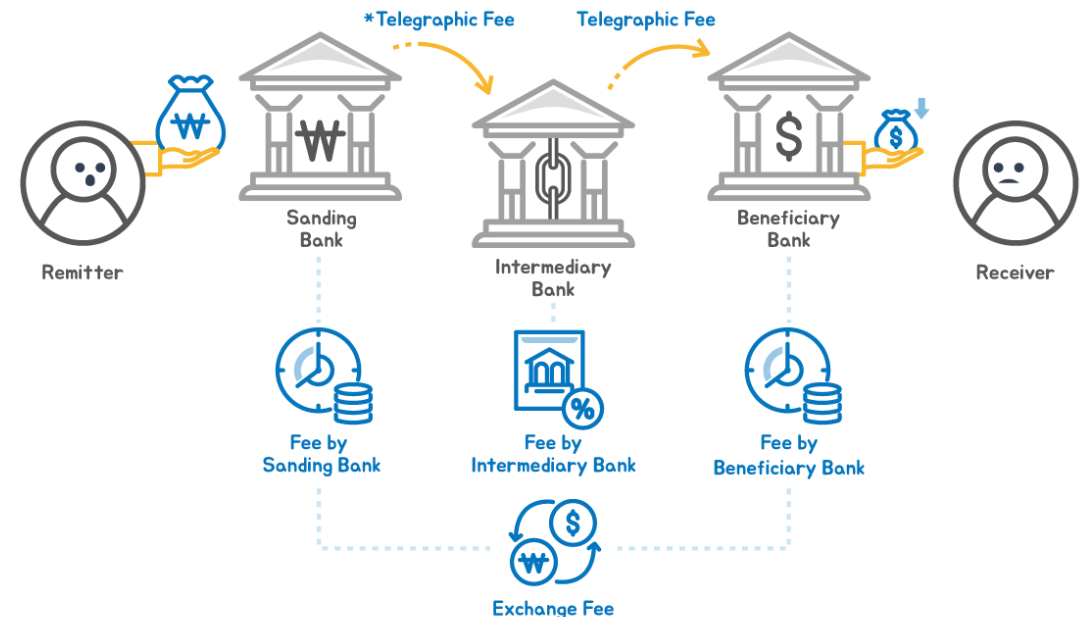 *Telegraphic Fee
Telegraphic Fee
₩
₩
$
$
Sanding
Bank
Beneficiary
Bank
Remitter
Intermediary
Bank
Receiver
%
Fee by
Sanding Bank
Fee by
Intermediary Bank
Fee by
Beneficiary Bank
$
₩
Exchange Fee